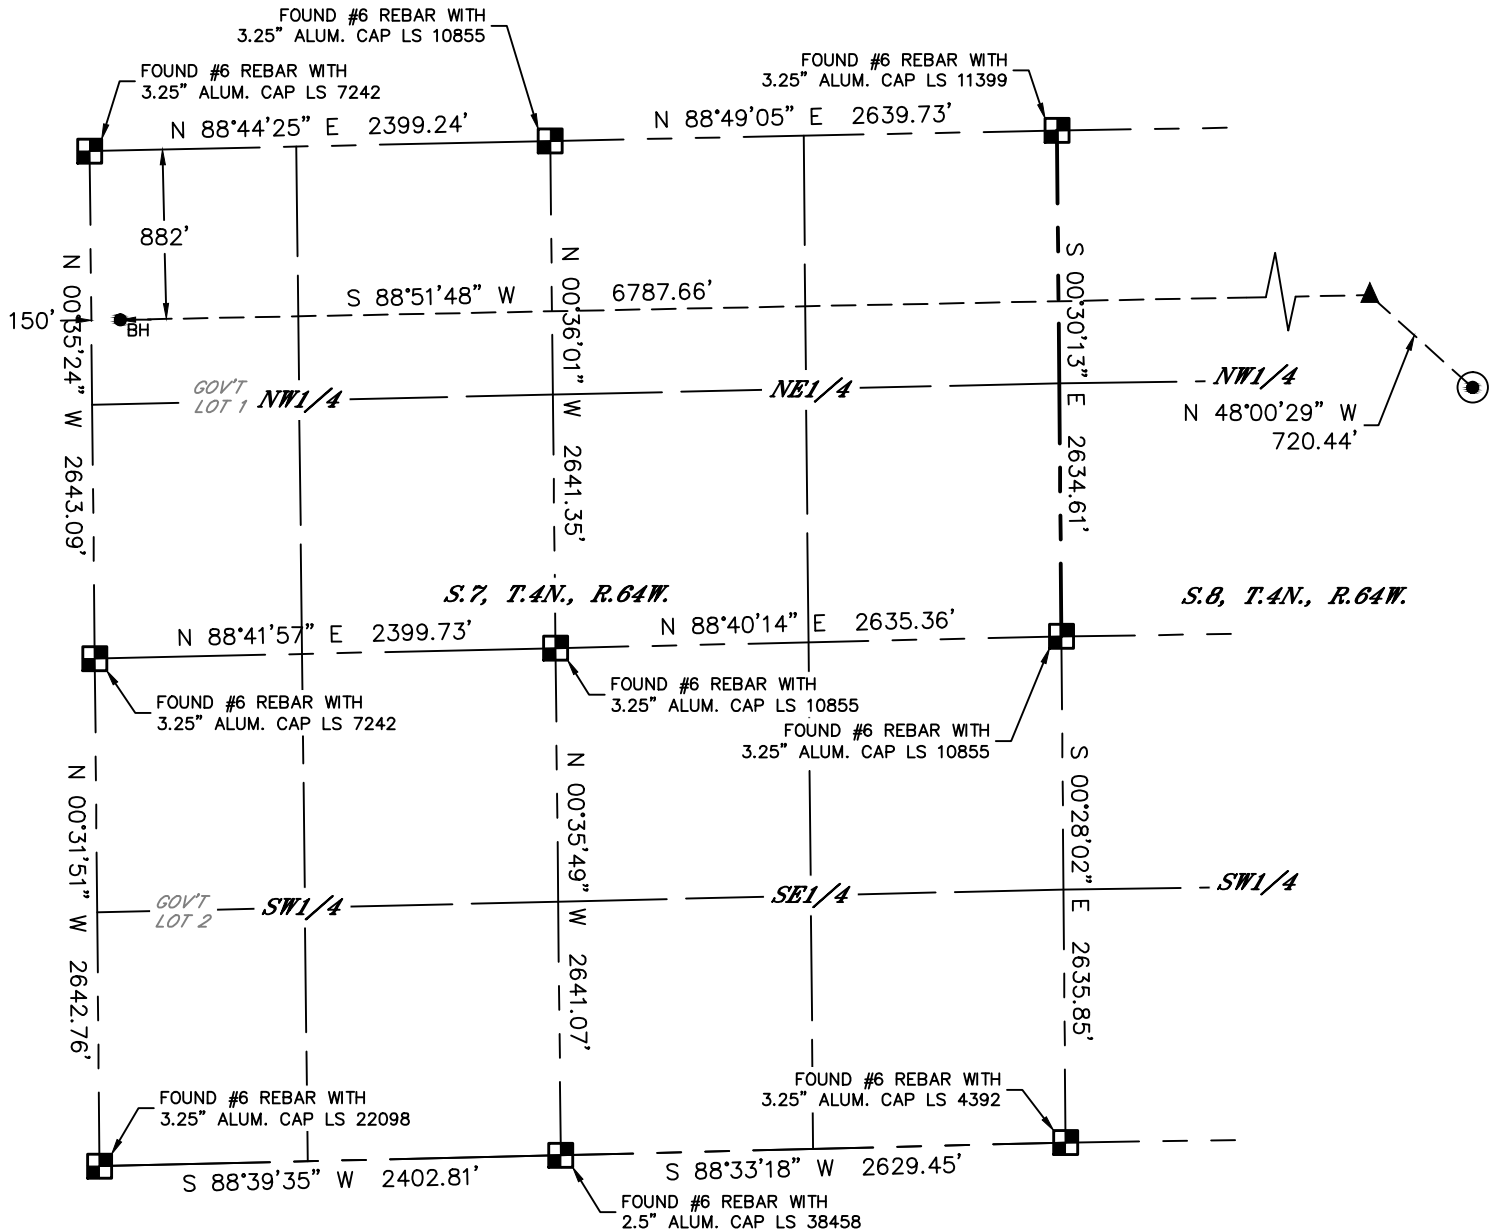 FOUND #6 REBAR WITH
3.25" ALUM. CAP LS 10855
FOUND #6 REBAR WITH
3.25" ALUM. CAP LS 7242
FOUND #6 REBAR WITH
3.25" ALUM. CAP LS 11399
N 88°44'25" E 2399.24'
N 88°49'05" E 2639.73'
882'
N 00°35'24" W 2643.09'
N 00°36'01" W 2641.35'
S 00°30'13" E 2634.61'
S 88°51'48" W 6787.66'
150'
BH
GOV'T
LOT 1
NW1/4
NE1/4
NW1/4
N 48°00'29" W
720.44'
S.7, T.4N., R.64W.
S.8, T.4N., R.64W.
N 88°41'57" E 2399.73'
N 88°40'14" E 2635.36'
FOUND #6 REBAR WITH
3.25" ALUM. CAP LS 7242
FOUND #6 REBAR WITH
3.25" ALUM. CAP LS 10855
FOUND #6 REBAR WITH
3.25" ALUM. CAP LS 10855
N 00°31'51" W 2642.76'
N 00°35'49" W 2641.07'
S 00°28'02" E 2635.85'
GOV'T
LOT 2
SW1/4
SE1/4
SW1/4
FOUND #6 REBAR WITH
3.25" ALUM. CAP LS 22098
FOUND #6 REBAR WITH
3.25" ALUM. CAP LS 4392
S 88°39'35" W 2402.81'
S 88°33'18" W 2629.45'
FOUND #6 REBAR WITH
2.5" ALUM. CAP LS 38458